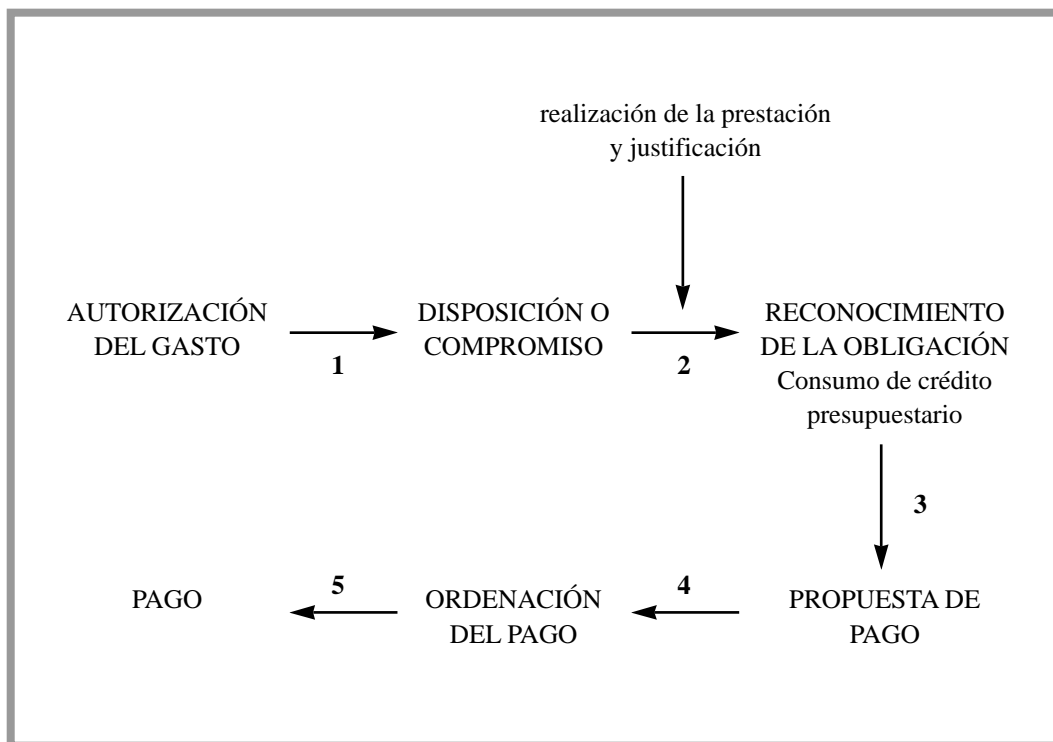 realización de la prestación
y justificación
AUTORIZACIÓN
DEL GASTO
1
DISPOSICIÓN O
COMPROMISO
2
RECONOCIMIENTO
DE LA OBLIGACIÓN
Consumo de crédito
presupuestario
3
PROPUESTA DE
PAGO
4
ORDENACIÓN
DEL PAGO
5
PAGO